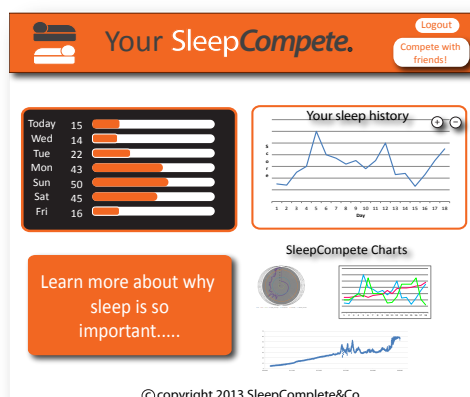 Logout
Your SleepCompete.
Compete with
friends!
Today 15
Wed 14
Tue 22
Mon 43
Sun 50
Sat 45
Fri 16
Your sleep history
+ −
Score
1 2 3 4 5 6 7 8 9 10 11 12 13 14 15 16 17 18
Day
SleepCompete Charts
Learn more about why
sleep is so
important.....
©copyright 2013 SleepComplete&Co